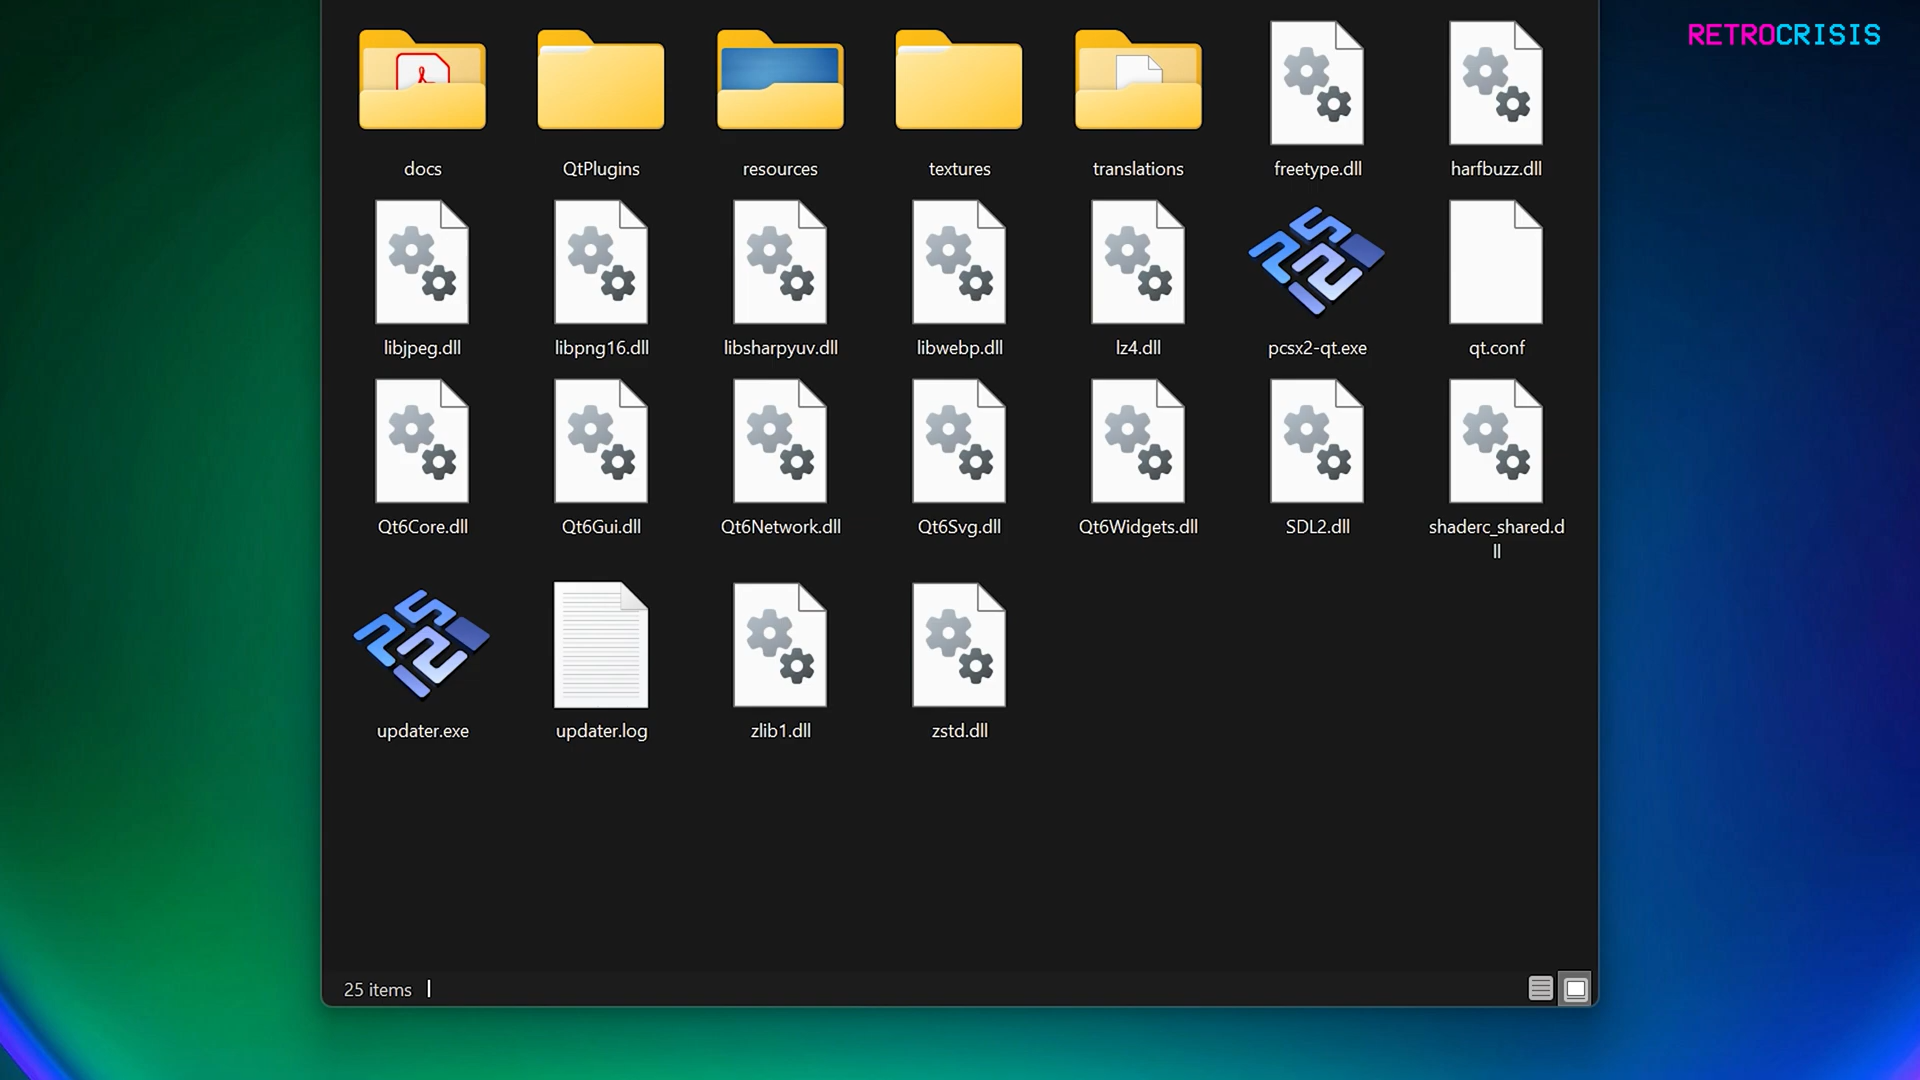 RETROCRISIS
docs
QtPlugins
resources
textures
translations
freetype.dll
harfbuzz.dll
libjpeg.dll
libpng16.dll
libsharpyuv.dll
libwebp.dll
lz4.dll
pcsx2-qt.exe
qt.conf
Qt6Core.dll
Qt6Gui.dll
Qt6Network.dll
Qt6Svg.dll
Qt6Widgets.dll
SDL2.dll
shaderc_shared.d
ll
updater.exe
updater.log
zlib1.dll
zstd.dll
25 items